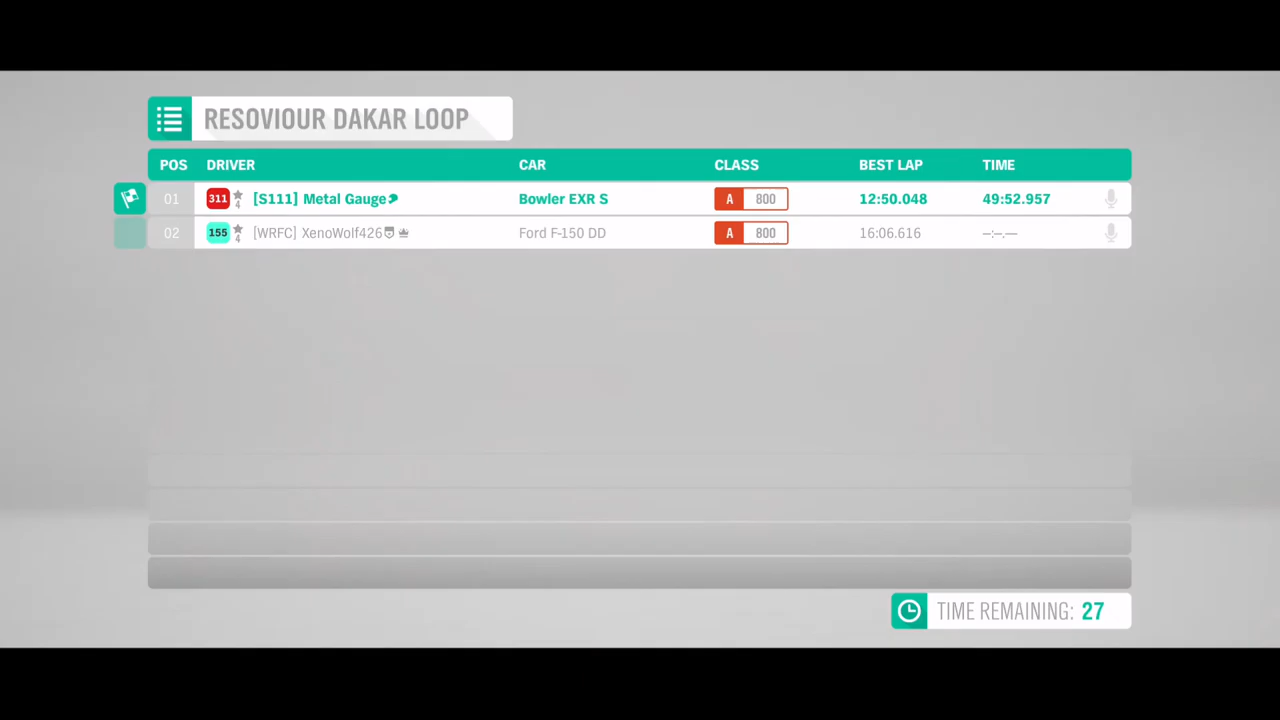 RESOVIOUR DAKAR LOOP
POS DRIVER CAR CLASS BEST LAP TIME
01 311 4 [S111] Metal Gauge Bowler EXR S A 800 12:50.048 49:52.957
02 155 4 [WRFC] XenoWolf426 Ford F-150 DD A 800 16:06.616 --:--.---
TIME REMAINING: 27